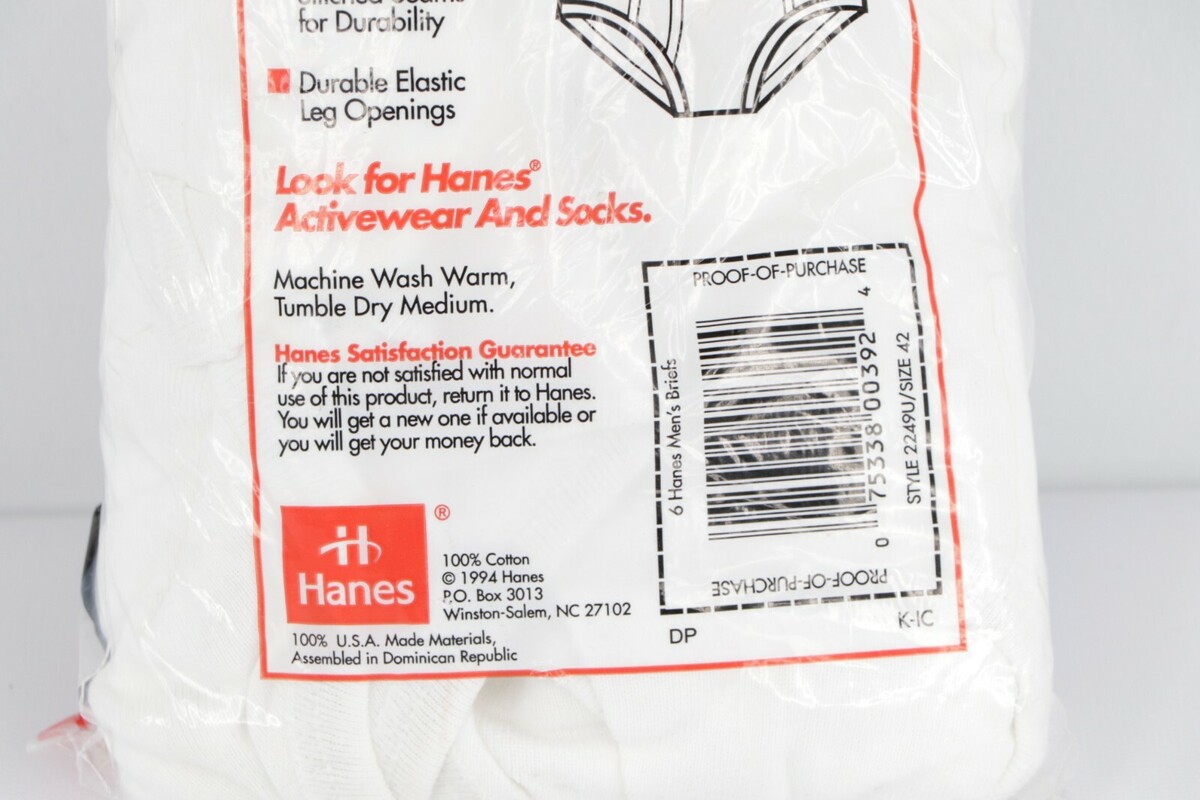 Stitched Seams
for Durability
Durable Elastic
Leg Openings
Look for Hanes®
Activewear And Socks.
Machine Wash Warm,
Tumble Dry Medium.
Hanes Satisfaction Guarantee
If you are not satisfied with normal
use of this product, return it to Hanes.
You will get a new one if available or
you will get your money back.
H
Hanes
®
100% Cotton
© 1994 Hanes
P.O. Box 3013
Winston-Salem, NC 27102
100% U.S.A. Made Materials,
Assembled in Dominican Republic
PROOF-OF-PURCHASE
6 Hanes Men's Briefs
0 75338 00392 4
STYLE 2249U/SIZE 42
PROOF-OF-PURCHASE
DP
K-IC